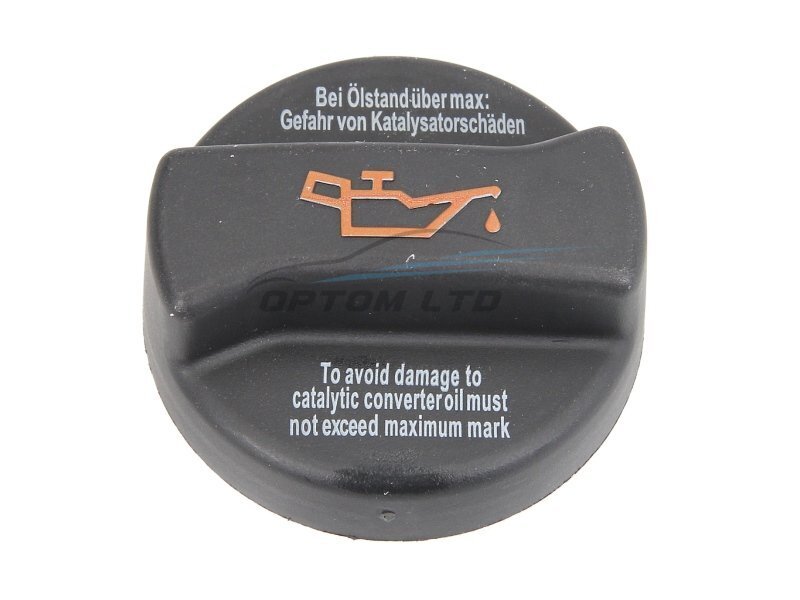 Bei Ölstand über max:
Gefahr von Katalysatorschäden
OPTOM LTD
To avoid damage to
catalytic converter oil must
not exceed maximum mark